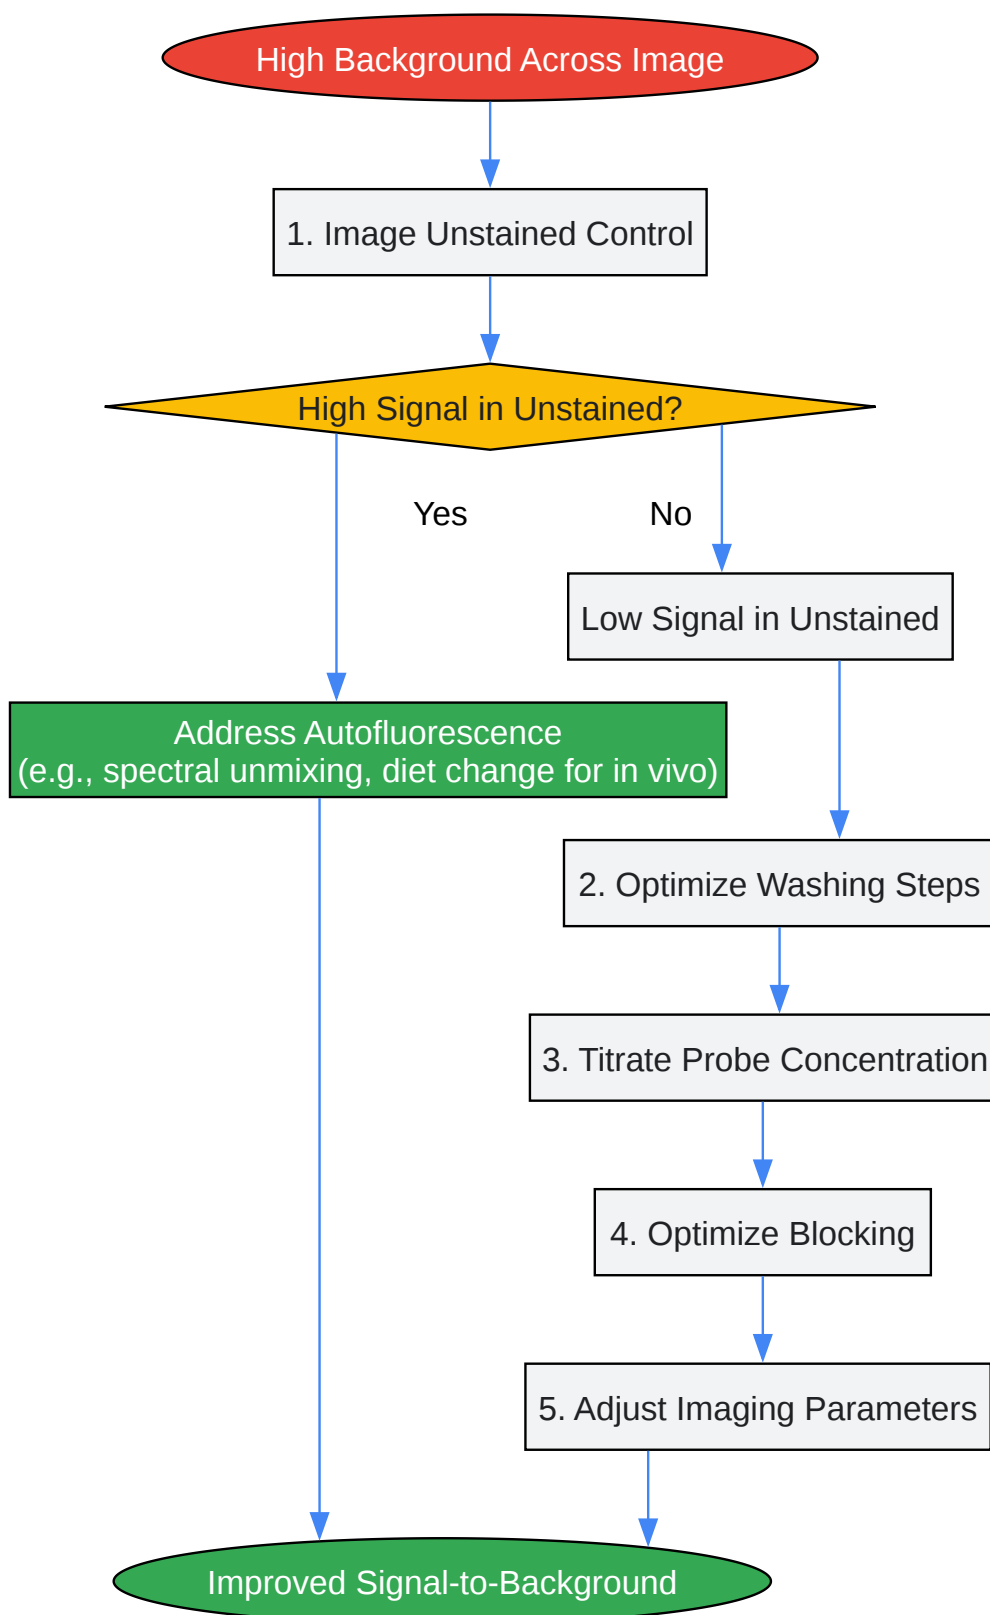 High Background Across Image
1. Image Unstained Control
High Signal in Unstained?
Yes
No
Low Signal in Unstained
Address Autofluorescence
(e.g., spectral unmixing, diet change for in vivo)
2. Optimize Washing Steps
3. Titrate Probe Concentration
4. Optimize Blocking
5. Adjust Imaging Parameters
Improved Signal-to-Background